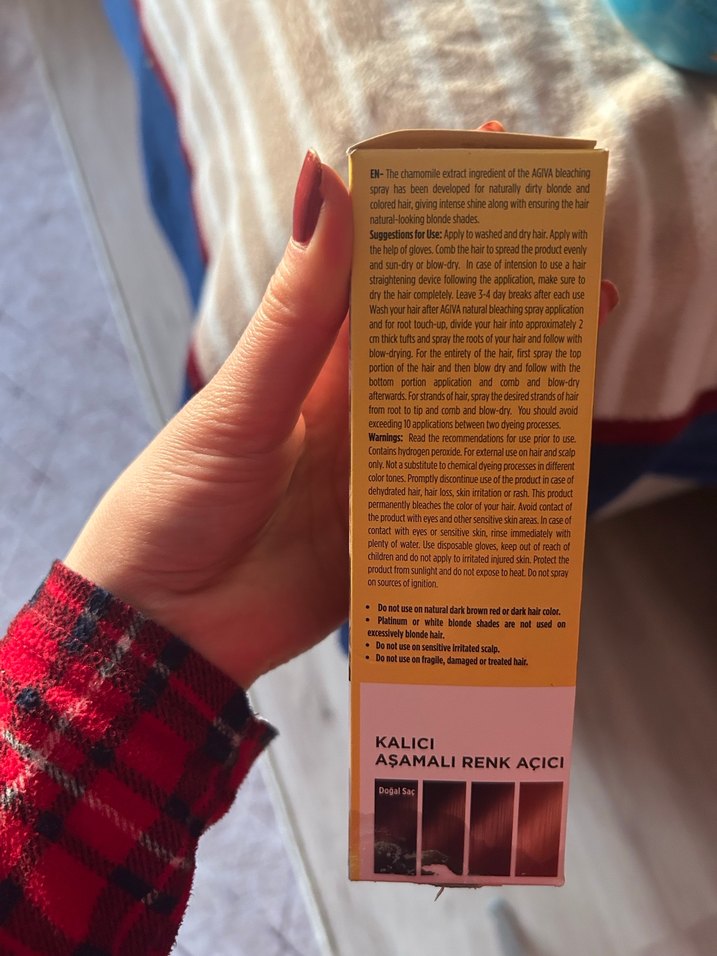 EN- The chamomile extract ingredient of the AGIVA bleaching
spray has been developed for naturally dirty blonde and
colored hair, giving intense shine along with ensuring the hair
natural-looking blonde shades.
Suggestions for Use: Apply to washed and dry hair. Apply with
the help of gloves. Comb the hair to spread the product evenly
and sun-dry or blow-dry. In case of intension to use a hair
straightening device following the application, make sure to
dry the hair completely. Leave 3-4 day breaks after each use
Wash your hair after AGIVA natural bleaching spray application
and for root touch-up, divide your hair into approximately 2
cm thick tufts and spray the roots of your hair and follow with
blow-drying. For the entirety of the hair, first spray the top
portion of the hair and then blow dry and follow with the
bottom portion application and comb and blow-dry
afterwards. For strands of hair, spray the desired strands of hair
from root to tip and comb and blow-dry. You should avoid
exceeding 10 applications between two dyeing processes.
Warnings: Read the recommendations for use prior to use.
Contains hydrogen peroxide. For external use on hair and scalp
only. Not a substitute to chemical dyeing processes in different
color tones. Promptly discontinue use of the product in case of
dehydrated hair, hair loss, skin irritation or rash. This product
permanently bleaches the color of your hair. Avoid contact of
the product with eyes and other sensitive skin areas. In case of
contact with eyes or sensitive skin, rinse immediately with
plenty of water. Use disposable gloves, keep out of reach of
children and do not apply to irritated injured skin. Protect the
product from sunlight and do not expose to heat. Do not spray
on sources of ignition.
• Do not use on natural dark brown red or dark hair color.
• Platinum or white blonde shades are not used on
excessively blonde hair.
• Do not use on sensitive irritated scalp.
• Do not use on fragile, damaged or treated hair.
KALICI
AŞAMALI RENK AÇICI
Doğal Saç